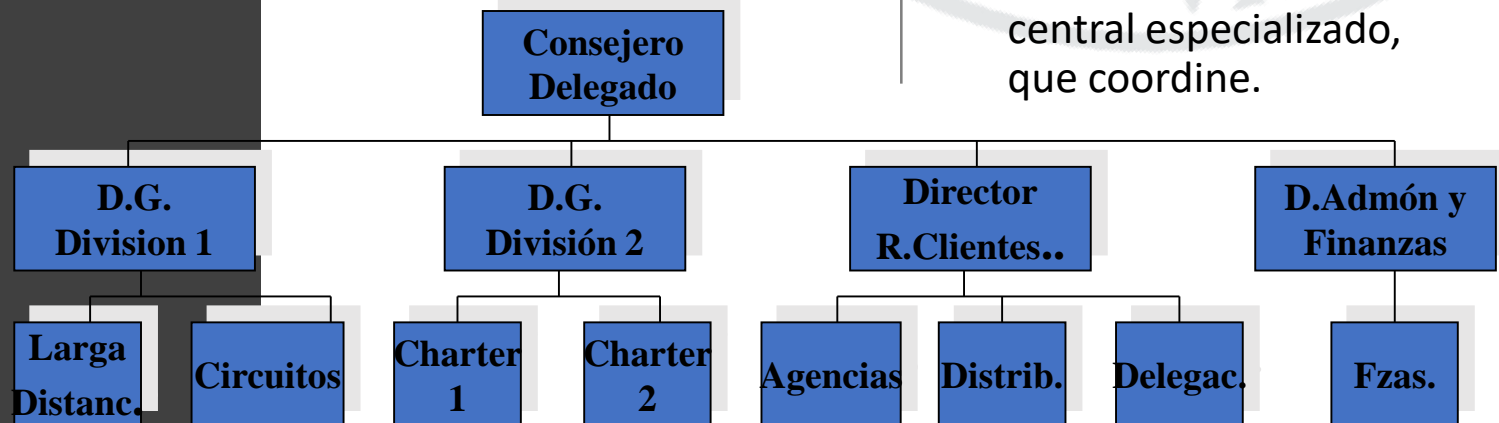 central especializado,
que coordine.
Consejero
Delegado
D.G.
Division 1
D.G.
División 2
Director
R.Clientes..
D.Admón y
Finanzas
Larga
Distanc.
Circuitos
Charter
1
Charter
2
Agencias
Distrib.
Delegac.
Fzas.